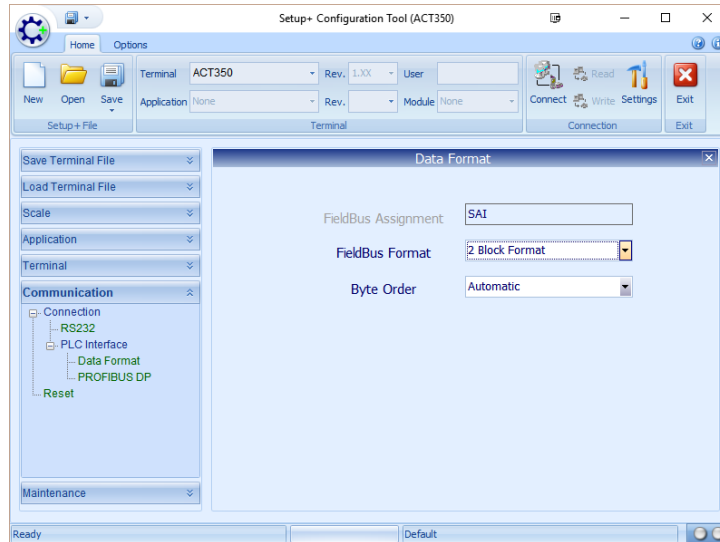 Setup+ Configuration Tool (ACT350)
Home Options
Terminal ACT350 Rev. 1.XX User
New Open Save Application None Rev. Module None Connect Read Write Settings Exit
Setup+File Terminal Connection Exit
Save Terminal File
Load Terminal File
Scale
Application
Terminal
Communication
Connection
RS232
PLC Interface
Data Format
PROFIBUS DP
Reset
Maintenance
Data Format
FieldBus Assignment SAI
FieldBus Format 2 Block Format
Byte Order Automatic
Ready Default